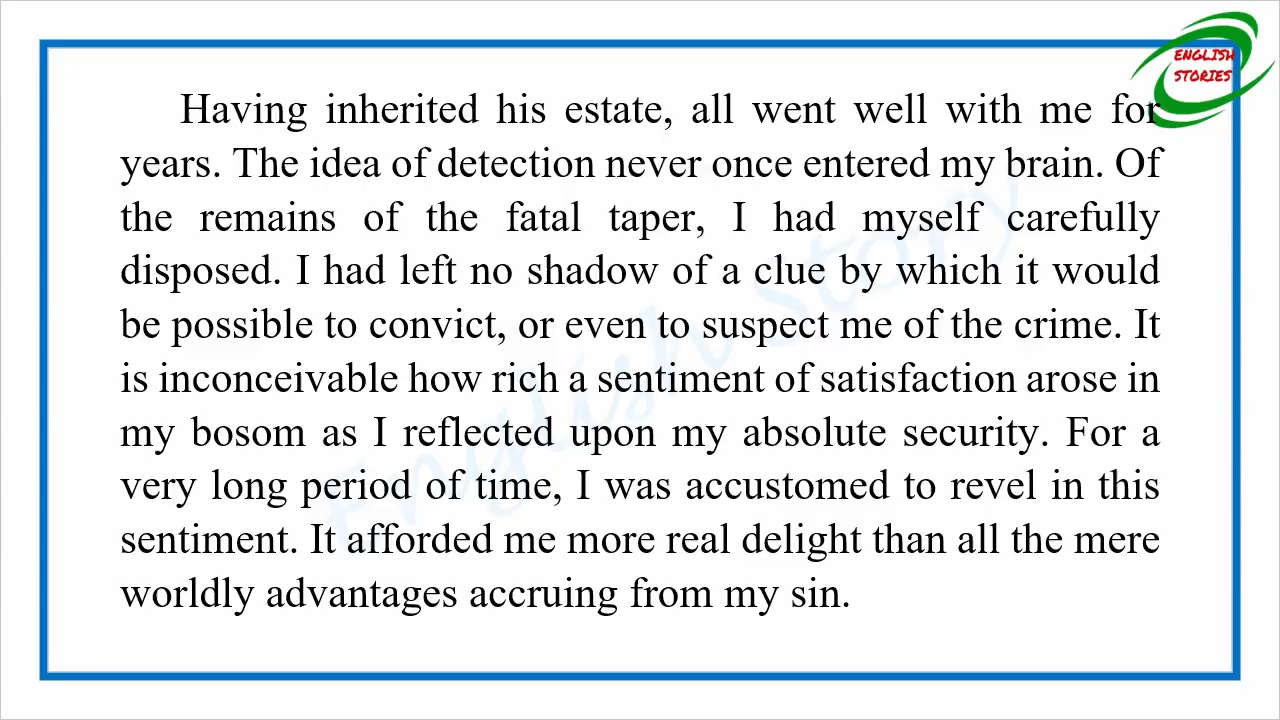 ENGLISH
STORIES
Having inherited his estate, all went well with me for
years. The idea of detection never once entered my brain. Of
the remains of the fatal taper, I had myself carefully
disposed. I had left no shadow of a clue by which it would
be possible to convict, or even to suspect me of the crime. It
is inconceivable how rich a sentiment of satisfaction arose in
my bosom as I reflected upon my absolute security. For a
very long period of time, I was accustomed to revel in this
sentiment. It afforded me more real delight than all the mere
worldly advantages accruing from my sin.
English Story